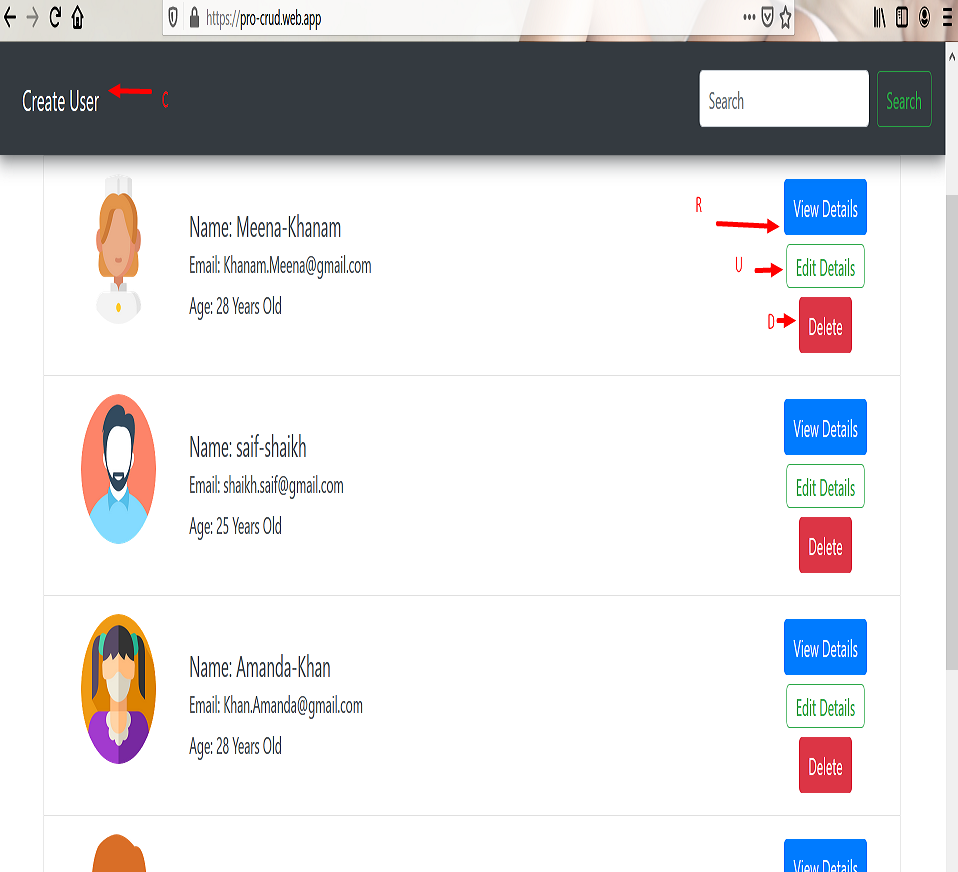 https://pro-crud.web.app
Create User
C
Search
Search
Name: Meena-Khanam
Email: Khanam.Meena@gmail.com
Age: 28 Years Old
R
View Details
U
Edit Details
D
Delete
Name: saif-shaikh
Email: shaikh.saif@gmail.com
Age: 25 Years Old
View Details
Edit Details
Delete
Name: Amanda-Khan
Email: Khan.Amanda@gmail.com
Age: 28 Years Old
View Details
Edit Details
Delete
View Details